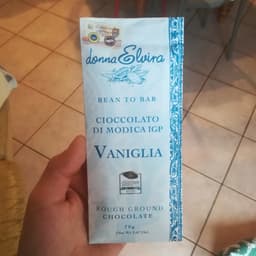 donna Elvira
BEAN TO BAR
CIOCCOLATO
DI MODICA IGP
VANIGLIA
ROUGH GROUND
CHOCOLATE